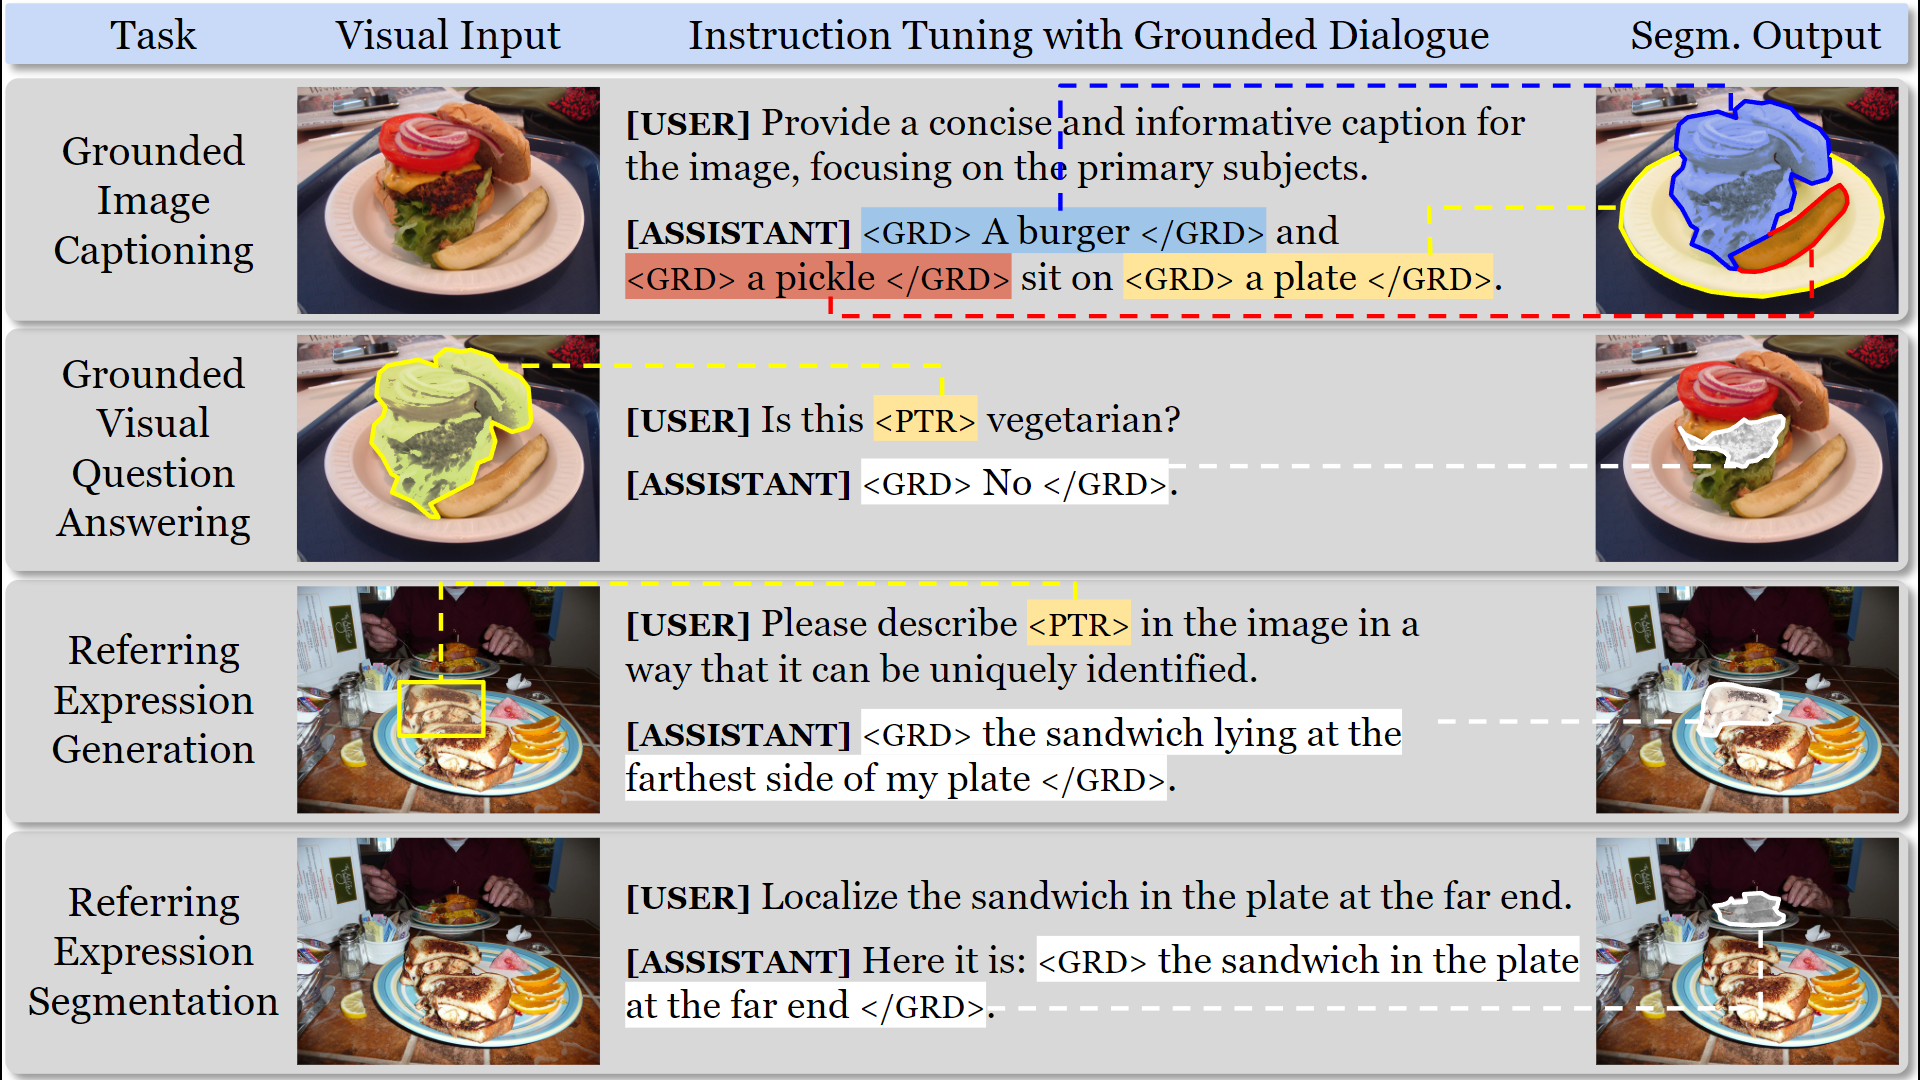 Task
Visual Input
Instruction Tuning with Grounded Dialogue
Segm. Output
Grounded
Image
Captioning
[USER] Provide a concise and informative caption for
the image, focusing on the primary subjects.
[ASSISTANT] <GRD> A burger </GRD> and
<GRD> a pickle </GRD> sit on <GRD> a plate </GRD>.
Grounded
Visual
Question
Answering
[USER] Is this <PTR> vegetarian?
[ASSISTANT] <GRD> No </GRD>.
Referring
Expression
Generation
[USER] Please describe <PTR> in the image in a
way that it can be uniquely identified.
[ASSISTANT] <GRD> the sandwich lying at the
farthest side of my plate </GRD>.
Referring
Expression
Segmentation
[USER] Localize the sandwich in the plate at the far end.
[ASSISTANT] Here it is: <GRD> the sandwich in the plate
at the far end </GRD>.